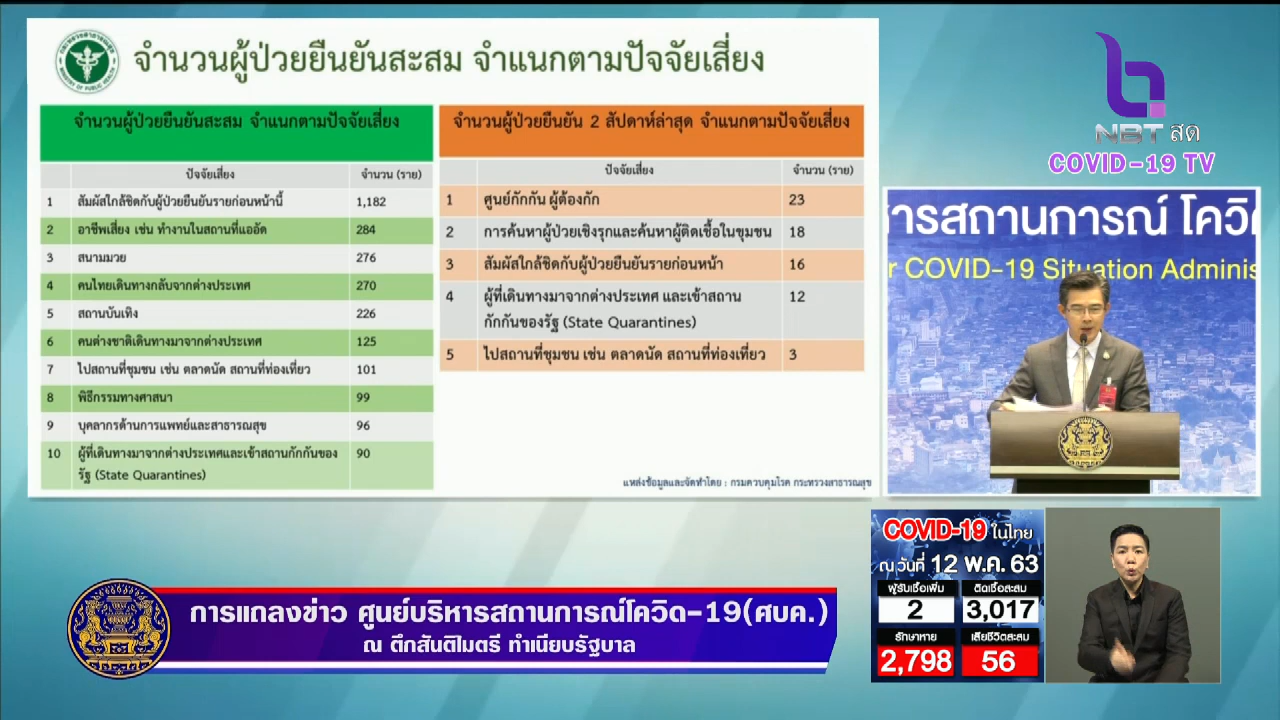 จำนวนผู้ป่วยยืนยันสะสม จำแนกตามปัจจัยเสี่ยง
จำนวนผู้ป่วยยืนยันสะสม จำแนกตามปัจจัยเสี่ยง
ปัจจัยเสี่ยง จำนวน (ราย)
1 สัมผัสใกล้ชิดกับผู้ป่วยยืนยันรายก่อนหน้านี้ 1,182
2 อาชีพเสี่ยง เช่น ทำงานในสถานที่แออัด 284
3 สนามมวย 276
4 คนไทยเดินทางกลับจากต่างประเทศ 270
5 สถานบันเทิง 226
6 คนต่างชาติเดินทางมาจากต่างประเทศ 125
7 ไปสถานที่ชุมชน เช่น ตลาดนัด สถานที่ท่องเที่ยว 101
8 พิธีกรรมทางศาสนา 99
9 บุคลากรด้านการแพทย์และสาธารณสุข 96
10 ผู้ที่เดินทางมาจากต่างประเทศและเข้าสถานกักกันของ 90
รัฐ (State Quarantines)
จำนวนผู้ป่วยยืนยัน 2 สัปดาห์ล่าสุด จำแนกตามปัจจัยเสี่ยง
ปัจจัยเสี่ยง จำนวน (ราย)
1 ศูนย์กักกัน ผู้ต้องกัก 23
2 การค้นหาผู้ป่วยเชิงรุกและค้นหาผู้ติดเชื้อในชุมชน 18
3 สัมผัสใกล้ชิดกับผู้ป่วยยืนยันรายก่อนหน้า 16
4 ผู้ที่เดินทางมาจากต่างประเทศ และเข้าสถาน 12
กักกันของรัฐ (State Quarantines)
5 ไปสถานที่ชุมชน เช่น ตลาดนัด สถานที่ท่องเที่ยว 3
แหล่งข้อมูลและจัดทำโดย : กรมควบคุมโรค กระทรวงสาธารณสุข
NBT สด
COVID-19 TV
ารสถานการณ์ โควิ
r COVID-19 Situation Adminis
COVID-19 ในไทย
ณ วันที่ 12 พ.ค. 63
ผู้รับเชื้อเพิ่ม ติดเชื้อสะสม
2 3,017
รักษาหาย เสียชีวิตสะสม
2,798 56
การแถลงข่าว ศูนย์บริหารสถานการณ์โควิด-19(ศบค.)
ณ ตึกสันติไมตรี ทำเนียบรัฐบาล